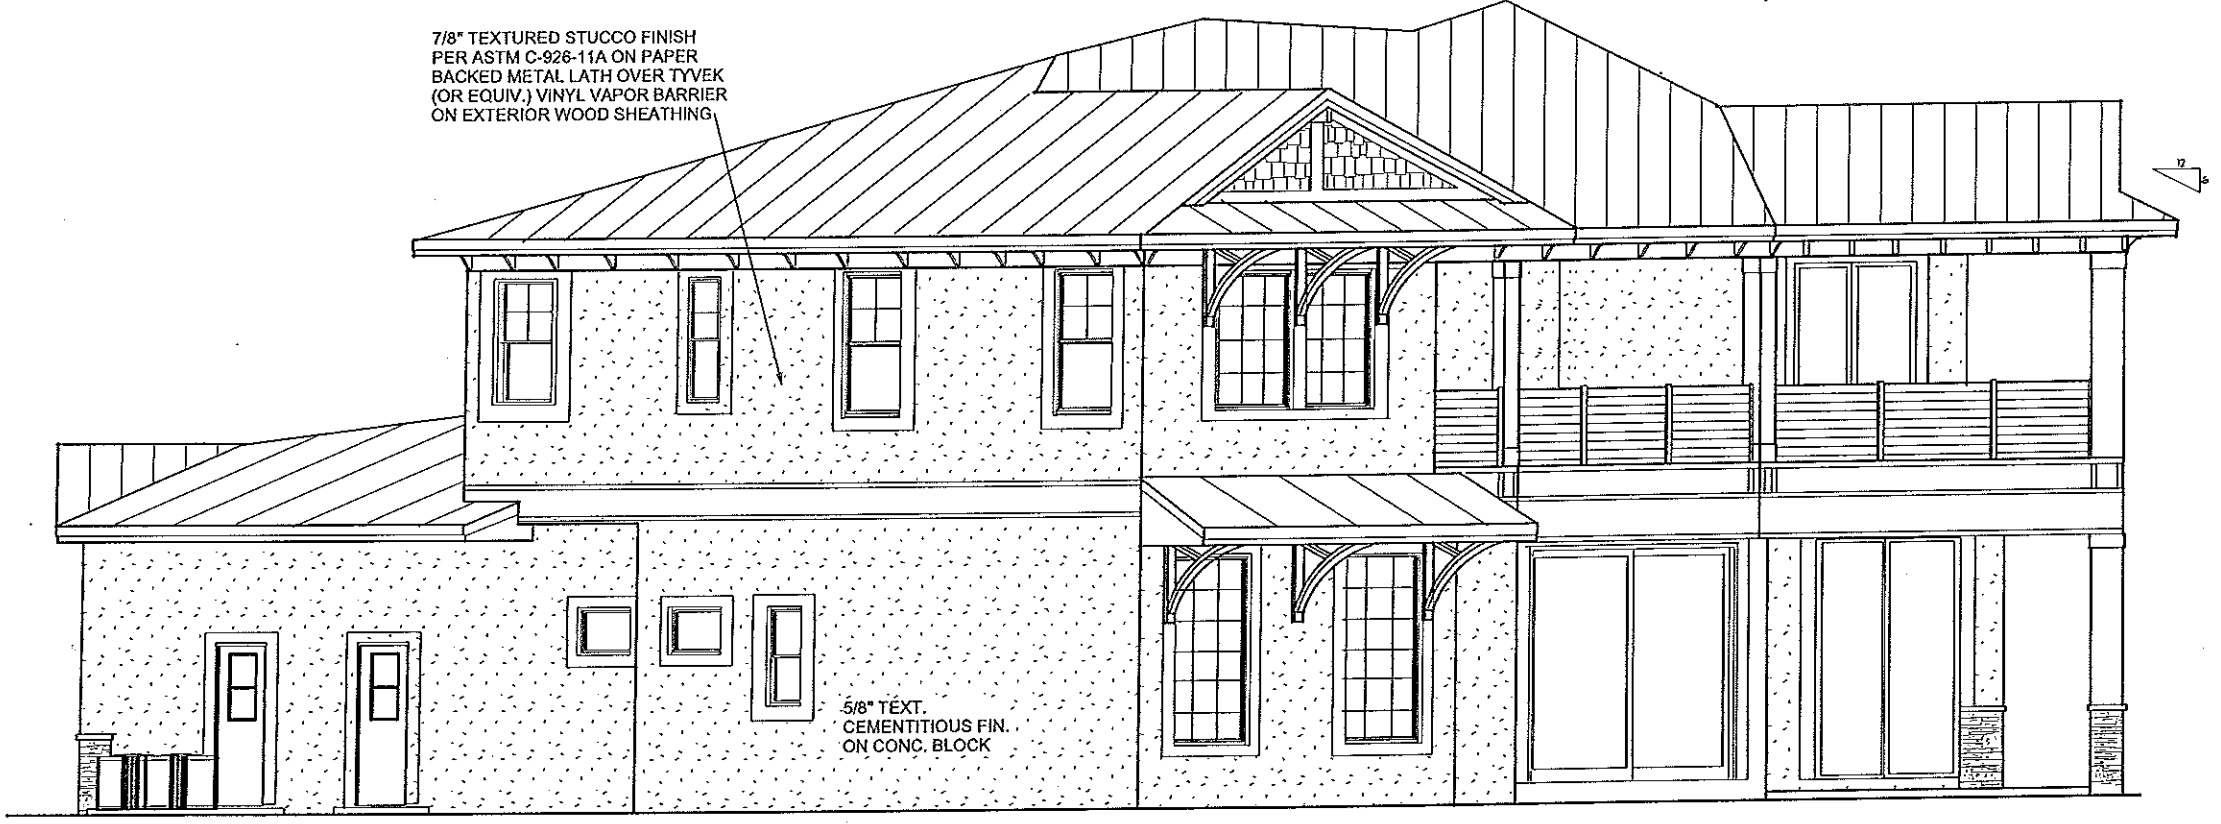 7/8" TEXTURED STUCCO FINISH
PER ASTM C-926-11A ON PAPER
BACKED METAL LATH OVER TYVEK
(OR EQUIV.) VINYL VAPOR BARRIER
ON EXTERIOR WOOD SHEATHING
12
6
5/8" TEXT.
CEMENTITIOUS FIN.
ON CONC. BLOCK